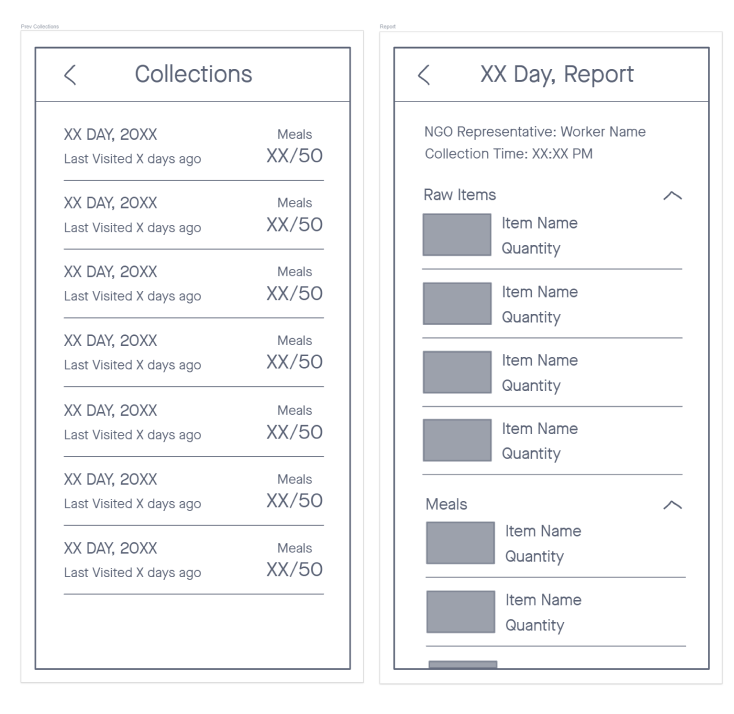 Prev Collections
Collections
XX DAY, 20XX
Meals
Last Visited X days ago
XX/50
XX DAY, 20XX
Meals
Last Visited X days ago
XX/50
XX DAY, 20XX
Meals
Last Visited X days ago
XX/50
XX DAY, 20XX
Meals
Last Visited X days ago
XX/50
XX DAY, 20XX
Meals
Last Visited X days ago
XX/50
XX DAY, 20XX
Meals
Last Visited X days ago
XX/50
XX DAY, 20XX
Meals
Last Visited X days ago
XX/50
Report
XX Day, Report
NGO Representative: Worker Name
Collection Time: XX:XX PM
Raw Items
Item Name
Quantity
Item Name
Quantity
Item Name
Quantity
Item Name
Quantity
Meals
Item Name
Quantity
Item Name
Quantity